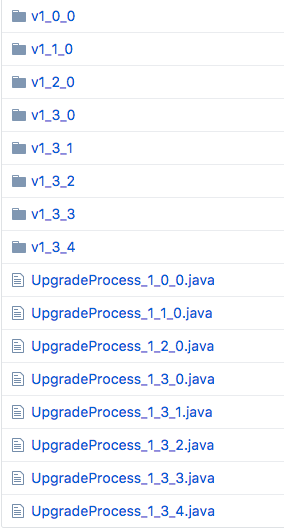 v1_0_0
v1_1_0
v1_2_0
v1_3_0
v1_3_1
v1_3_2
v1_3_3
v1_3_4
UpgradeProcess_1_0_0.java
UpgradeProcess_1_1_0.java
UpgradeProcess_1_2_0.java
UpgradeProcess_1_3_0.java
UpgradeProcess_1_3_1.java
UpgradeProcess_1_3_2.java
UpgradeProcess_1_3_3.java
UpgradeProcess_1_3_4.java